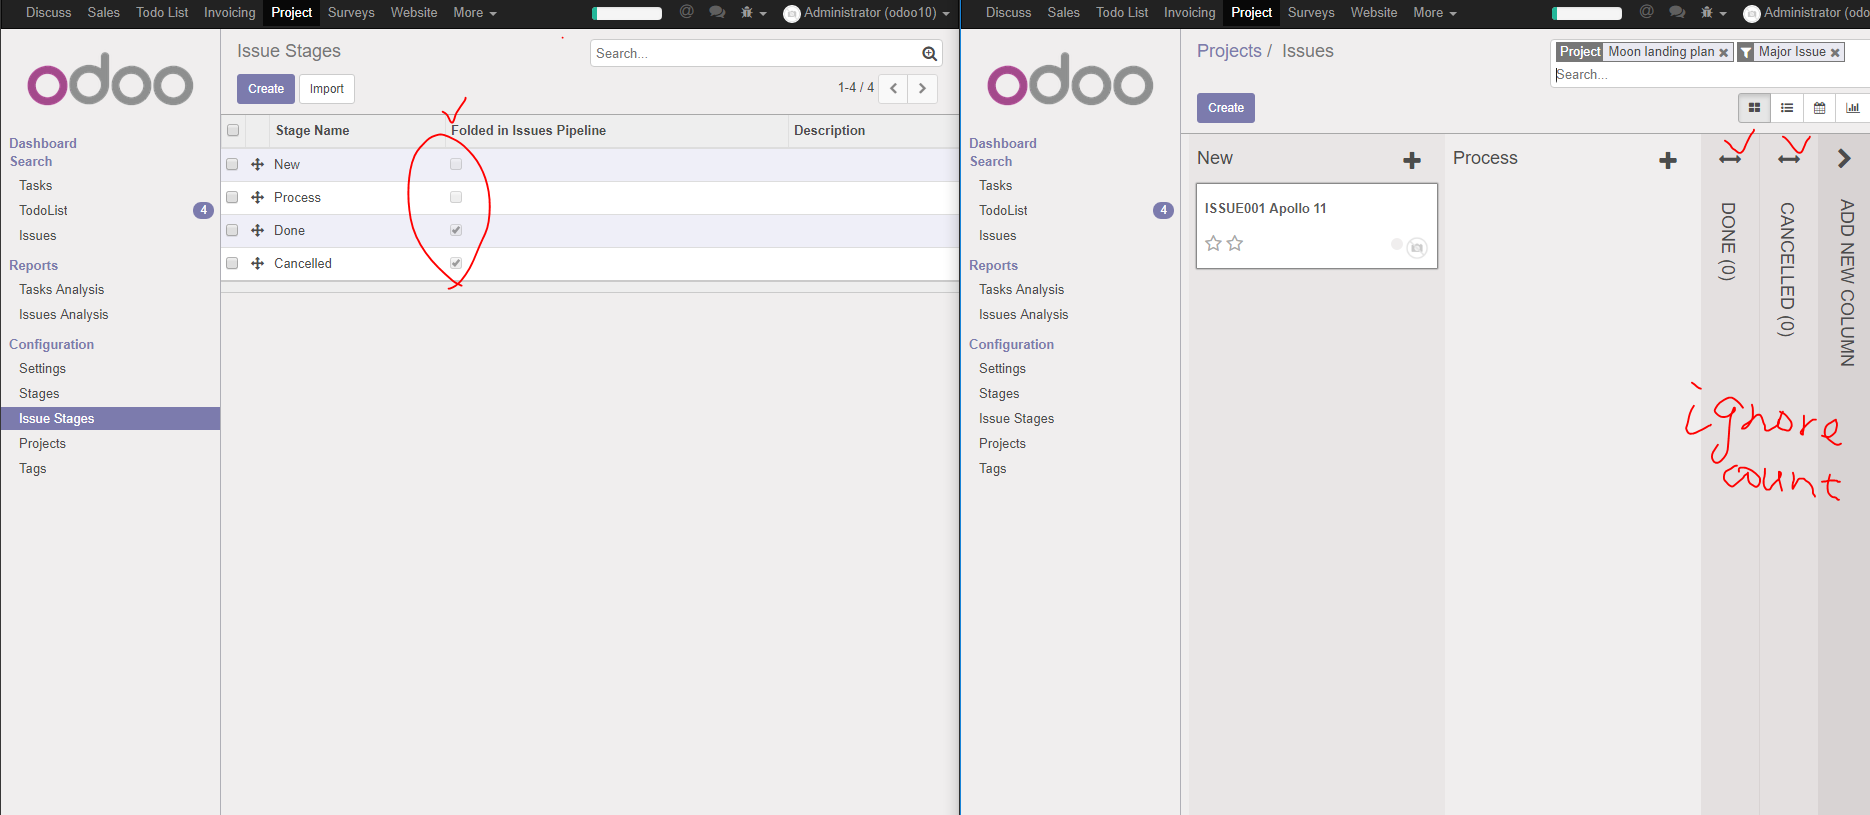 Discuss Sales Todo List Invoicing Project Surveys Website More @ Administrator (odoo10)
odoo
Issue Stages
Search...
Create Import
1-4 / 4
Stage Name Folded in Issues Pipeline Description
New
Process
Done
Cancelled
Dashboard
Search
Tasks
TodoList 4
Issues
Reports
Tasks Analysis
Issues Analysis
Configuration
Settings
Stages
Issue Stages
Projects
Tags
Discuss Sales Todo List Invoicing Project Surveys Website More @ Administrator (odo
odoo
Projects / Issues
Project Moon landing plan Major Issue
Search...
Create
Dashboard
Search
Tasks
TodoList 4
Issues
Reports
Tasks Analysis
Issues Analysis
Configuration
Settings
Stages
Issue Stages
Projects
Tags
New
ISSUE001 Apollo 11
Process
DONE (0)
CANCELLED (0)
ADD NEW COLUMN
ignore
count